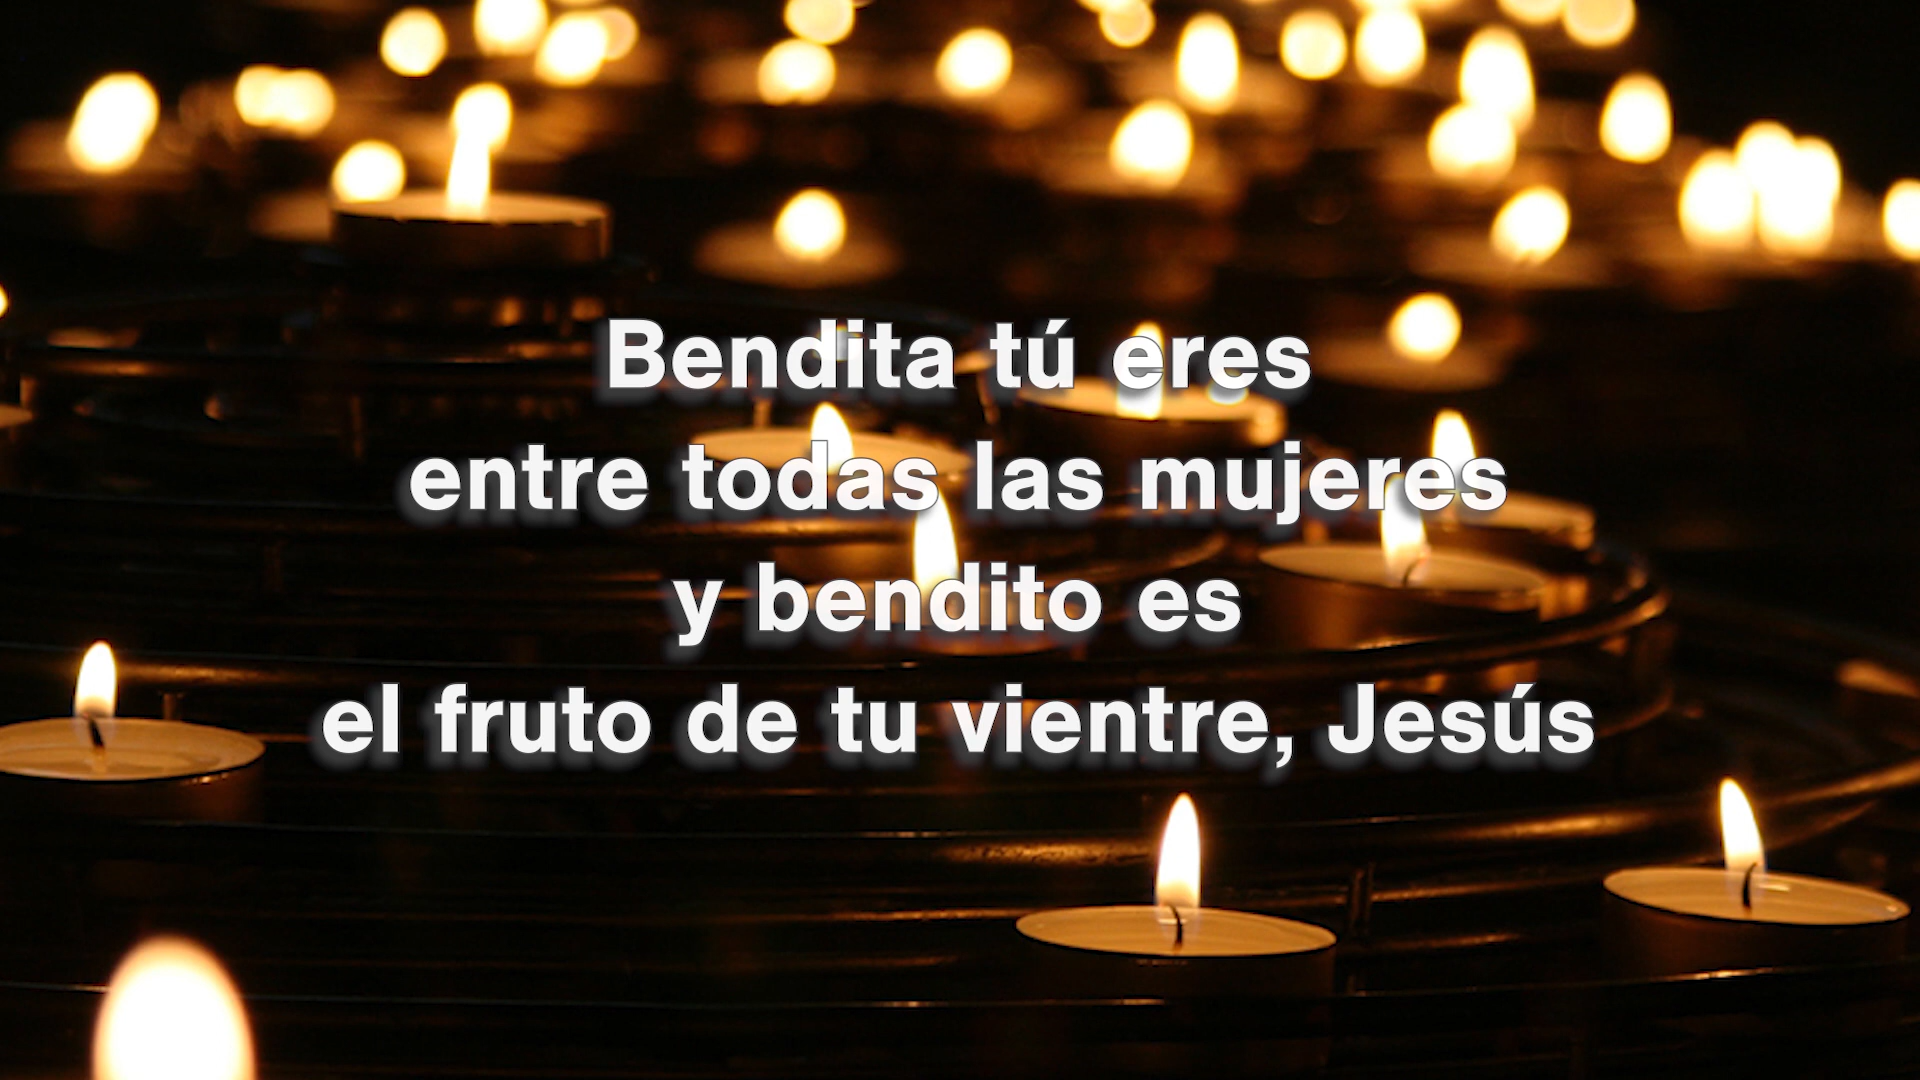 Bendita tú eres
entre todas las mujeres
y bendito es
el fruto de tu vientre, Jesús